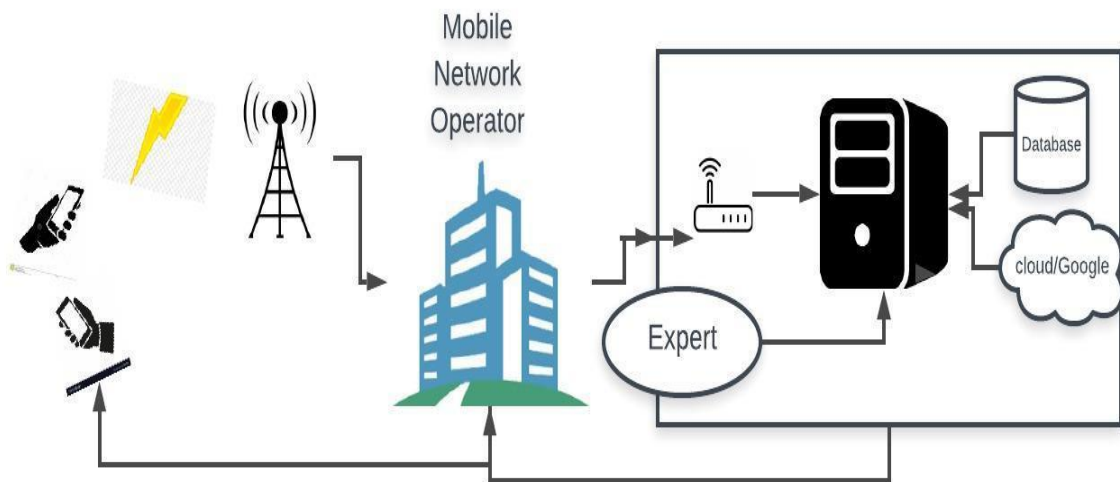 Mobile
Network
Operator
Database
cloud/Google
Expert